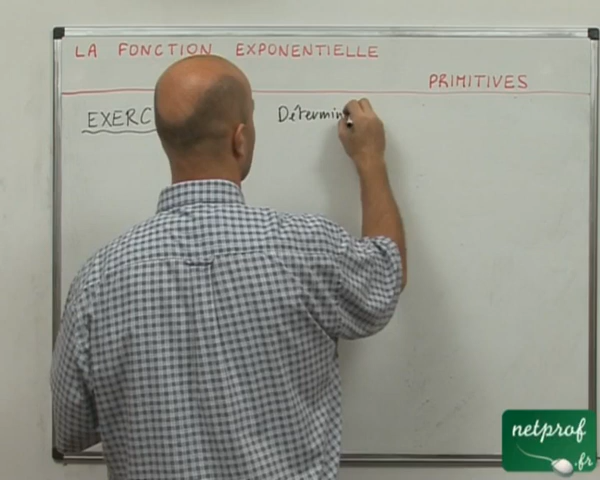 LA FONCTION EXPONENTIELLE
PRIMITIVES
EXERC
Détermin
netprof
.fr